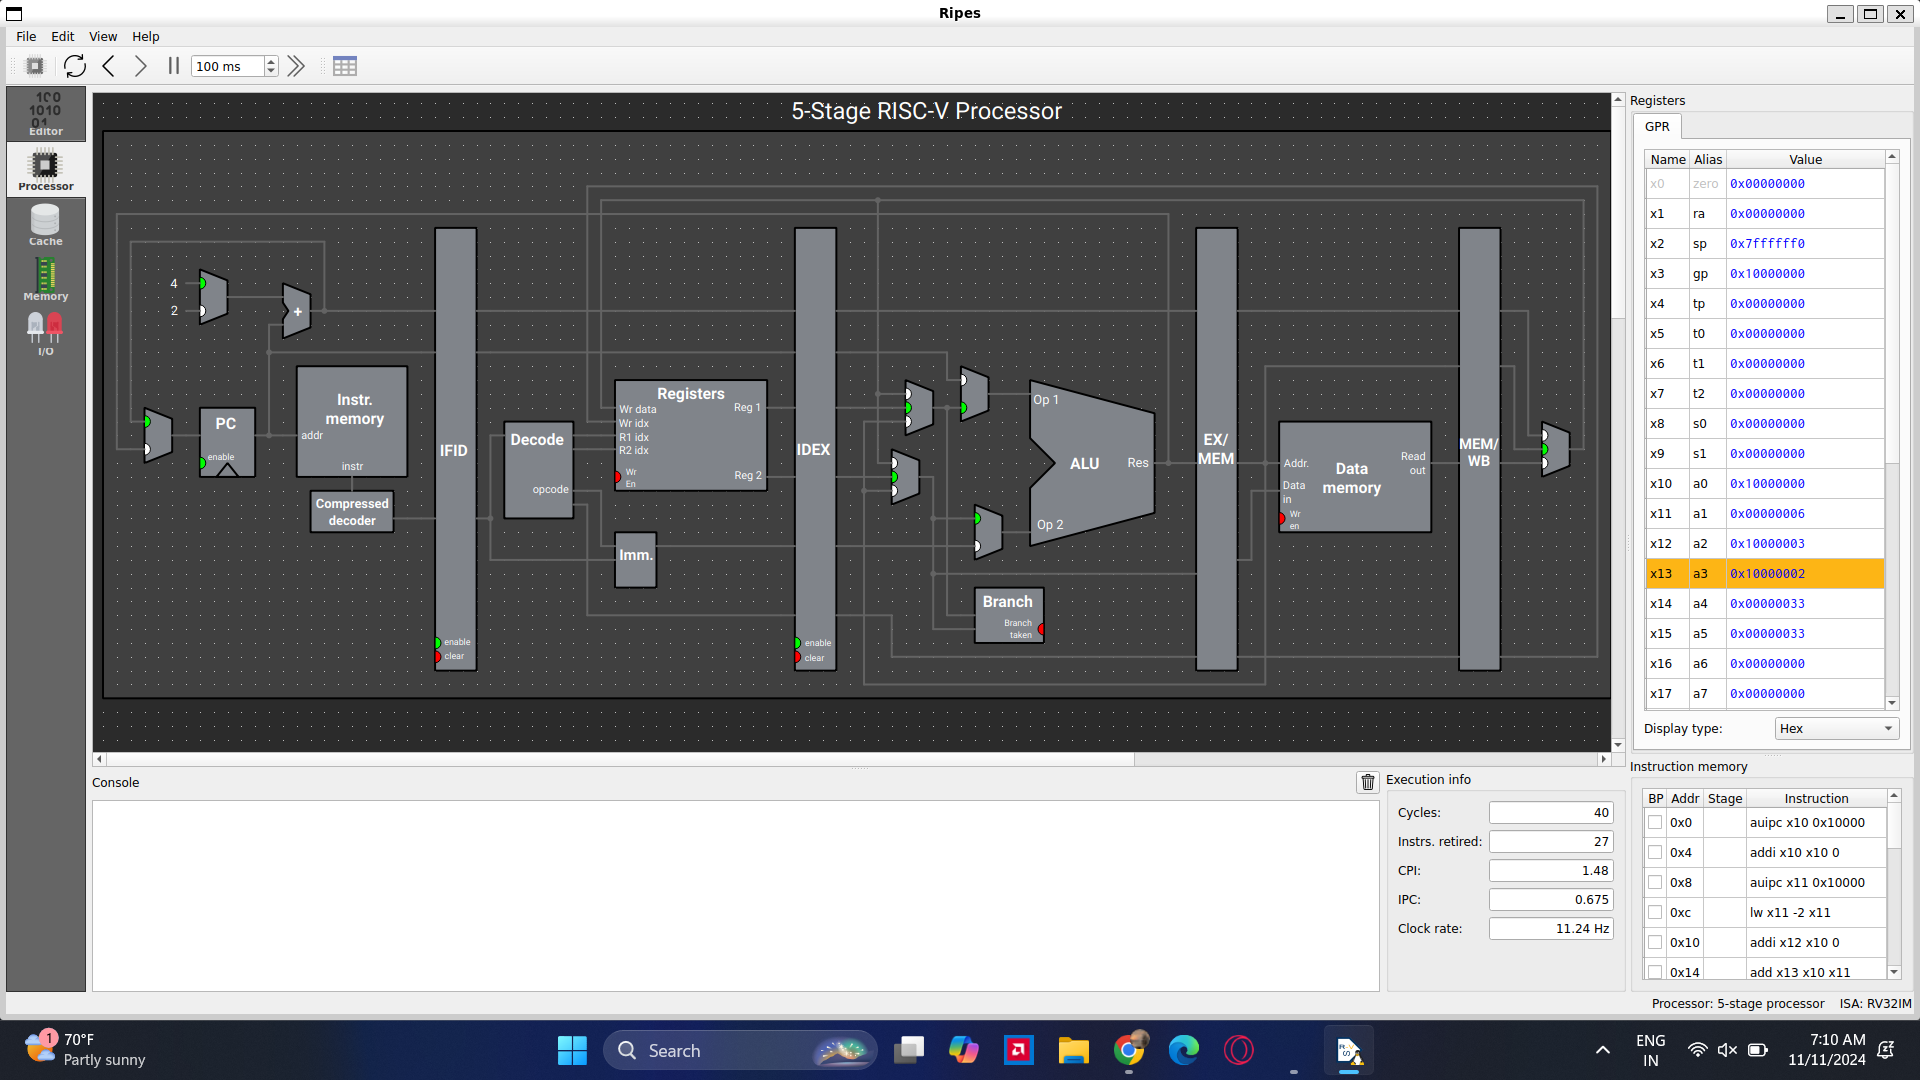 Ripes
File Edit View Help
100 ms
Editor
Processor
Cache
Memory
I/O
5-Stage RISC-V Processor
4
2
+
PC
enable
Instr.
memory
addr
instr
Compressed
decoder
IFID
enable
clear
Decode
opcode
Registers
Wr data
Wr idx
R1 idx
R2 idx
Wr
En
Reg 1
Reg 2
Imm.
IDEX
enable
clear
Op 1
ALU
Res
Op 2
Branch
Branch
taken
EX/
MEM
Addr.
Data
in
Wr
en
Data
memory
Read
out
MEM/
WB
Registers
GPR
Name Alias Value
x0 zero 0x00000000
x1 ra 0x00000000
x2 sp 0x7ffffff0
x3 gp 0x10000000
x4 tp 0x00000000
x5 t0 0x00000000
x6 t1 0x00000000
x7 t2 0x00000000
x8 s0 0x00000000
x9 s1 0x00000000
x10 a0 0x10000000
x11 a1 0x00000006
x12 a2 0x10000003
x13 a3 0x10000002
x14 a4 0x00000033
x15 a5 0x00000033
x16 a6 0x00000000
x17 a7 0x00000000
Display type: Hex
Console
Execution info
Cycles: 40
Instrs. retired: 27
CPI: 1.48
IPC: 0.675
Clock rate: 11.24 Hz
Instruction memory
BP Addr Stage Instruction
0x0 auipc x10 0x10000
0x4 addi x10 x10 0
0x8 auipc x11 0x10000
0xc lw x11 -2 x11
0x10 addi x12 x10 0
0x14 add x13 x10 x11
Processor: 5-stage processor ISA: RV32IM
1
70°F
Partly sunny
Search
ENG
IN
7:10 AM
11/11/2024